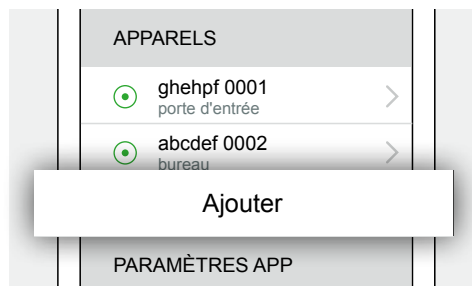 APPARELS
ghehpf 0001
porte d'entrée
abcdef 0002
bureau
Ajouter
PARAMÈTRES APP